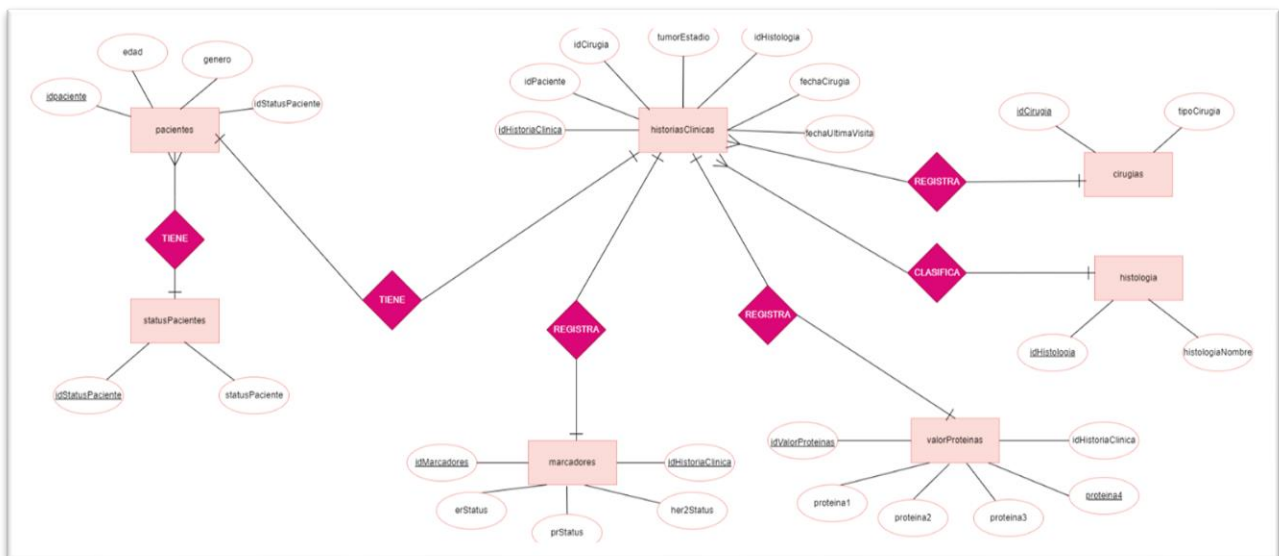 edad
genero
idpaciente
idStatusPaciente
pacientes
TIENE
statusPacientes
idStatusPaciente
statusPaciente
TIENE
idCirugia
tumorEstadio
idHistologia
idPaciente
fechaCirugia
idHistoriaClinica
historiasClinicas
fechaUltimaVisita
REGISTRA
idCirugia
tipoCirugia
cirugias
CLASIFICA
histologia
idHistologia
histologiaNombre
REGISTRA
REGISTRA
idMarcadores
marcadores
idHistoriaClinica
erStatus
prStatus
her2Status
idValorProteinas
valorProteinas
idHistoriaClinica
proteina1
proteina2
proteina3
proteina4